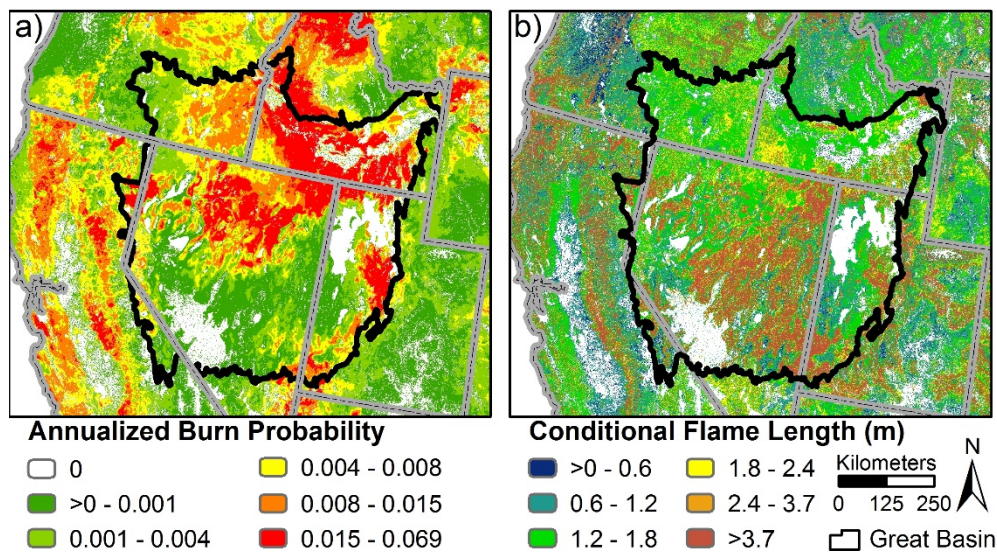 a)
b)
Annualized Burn Probability
0
>0 - 0.001
0.001 - 0.004
0.004 - 0.008
0.008 - 0.015
0.015 - 0.069
Conditional Flame Length (m)
>0 - 0.6
0.6 - 1.2
1.2 - 1.8
1.8 - 2.4
2.4 - 3.7
>3.7
Kilometers
0 125 250
N
Great Basin